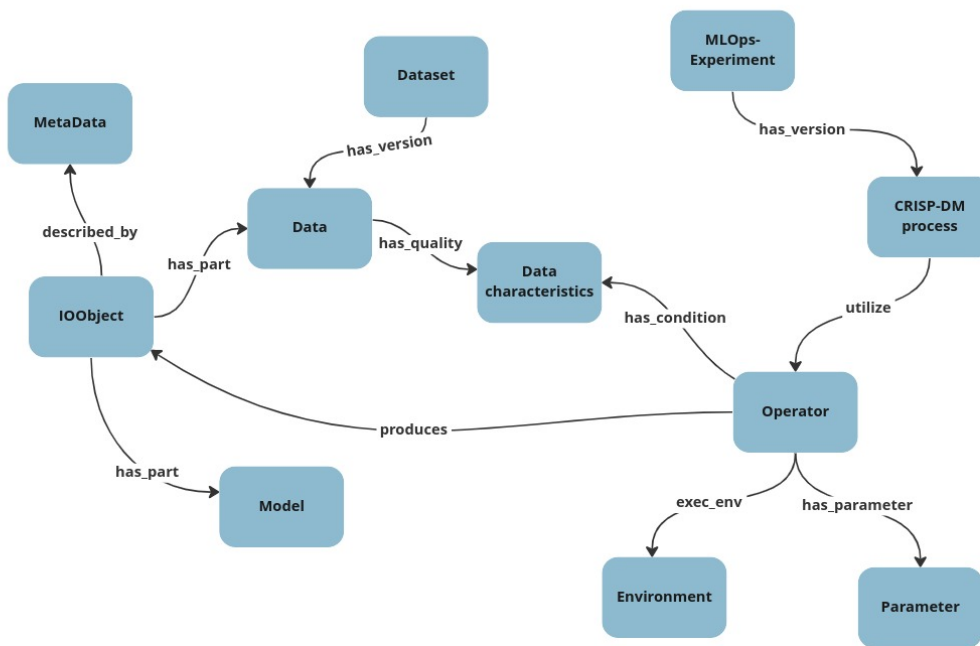 MLOps-
Experiment
Dataset
MetaData
has_version
has_version
Data
CRISP-DM
process
described_by
has_quality
has_part
Data
characteristics
IOObject
has_condition
utilize
Operator
produces
has_part
Model
exec_env
has_parameter
Environment
Parameter